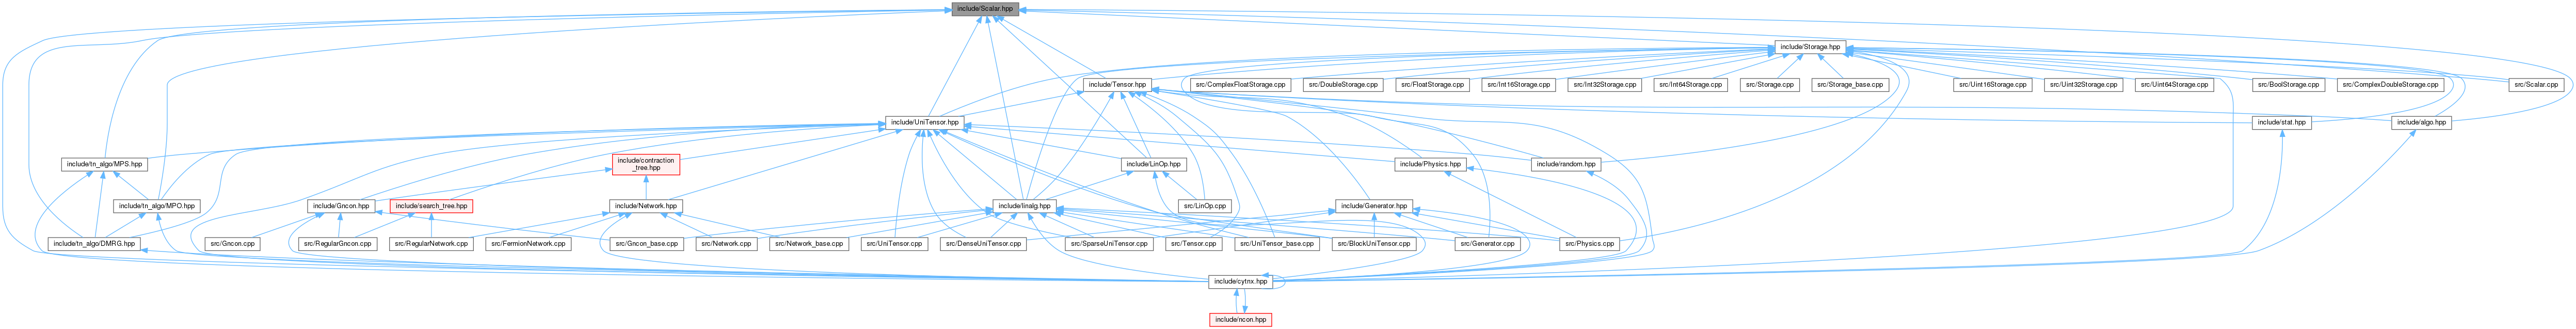 include/Scalar.hpp
include/Storage.hpp
include/Tensor.hpp
src/ComplexFloatStorage.cpp
src/DoubleStorage.cpp
src/FloatStorage.cpp
src/Int16Storage.cpp
src/Int32Storage.cpp
src/Int64Storage.cpp
src/Storage.cpp
src/Storage_base.cpp
src/Uint16Storage.cpp
src/Uint32Storage.cpp
src/Uint64Storage.cpp
src/BoolStorage.cpp
src/ComplexDoubleStorage.cpp
src/Scalar.cpp
include/UniTensor.hpp
include/stat.hpp
include/algo.hpp
include/tn_algo/MPS.hpp
include/contraction
_tree.hpp
include/LinOp.hpp
include/Physics.hpp
include/random.hpp
include/tn_algo/MPO.hpp
include/Gncon.hpp
include/search_tree.hpp
include/Network.hpp
include/linalg.hpp
src/LinOp.cpp
include/Generator.hpp
include/tn_algo/DMRG.hpp
src/Gncon.cpp
src/RegularGncon.cpp
src/RegularNetwork.cpp
src/FermionNetwork.cpp
src/Gncon_base.cpp
src/Network.cpp
src/Network_base.cpp
src/UniTensor.cpp
src/DenseUniTensor.cpp
src/SparseUniTensor.cpp
src/Tensor.cpp
src/UniTensor_base.cpp
src/BlockUniTensor.cpp
src/Generator.cpp
src/Physics.cpp
include/cytnx.hpp
include/ncon.hpp